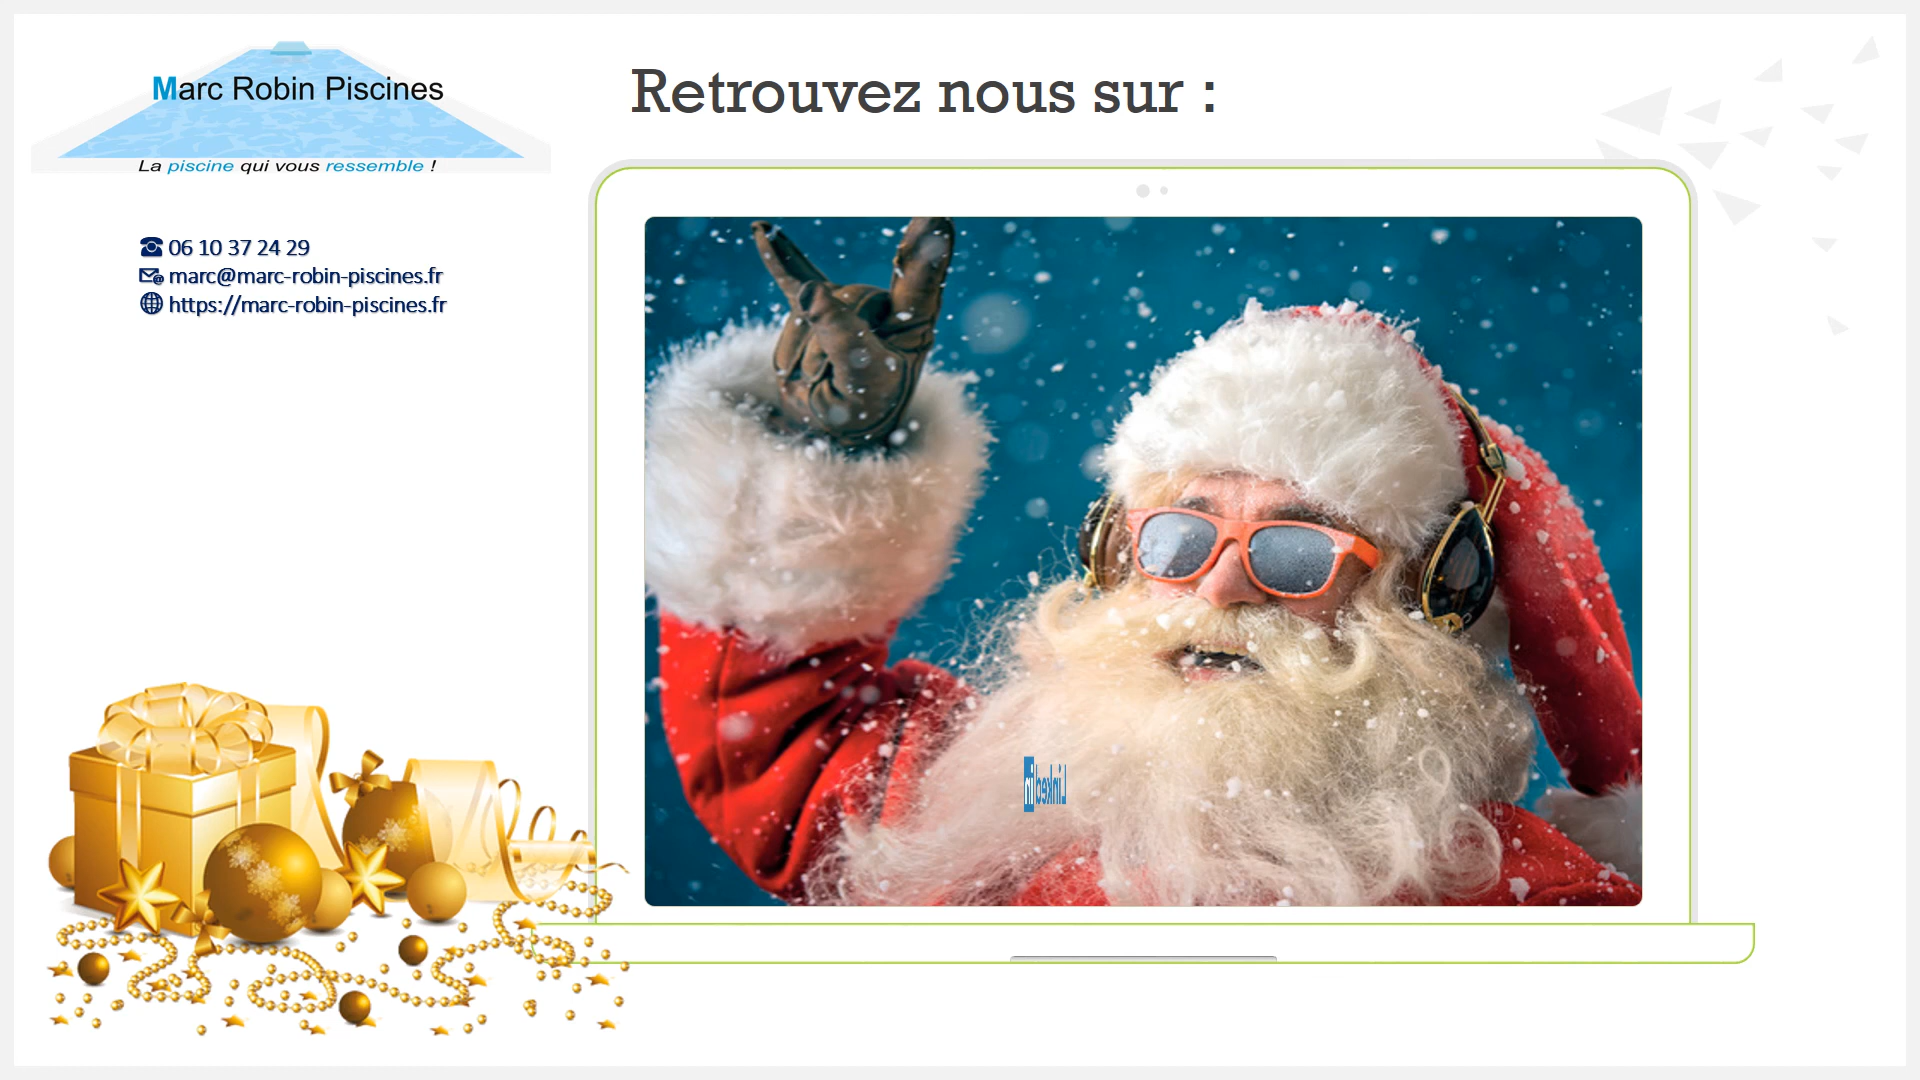 Marc Robin Piscines
La piscine qui vous ressemble !
Retrouvez nous sur :
06 10 37 24 29
marc@marc-robin-piscines.fr
https://marc-robin-piscines.fr
Linkedin